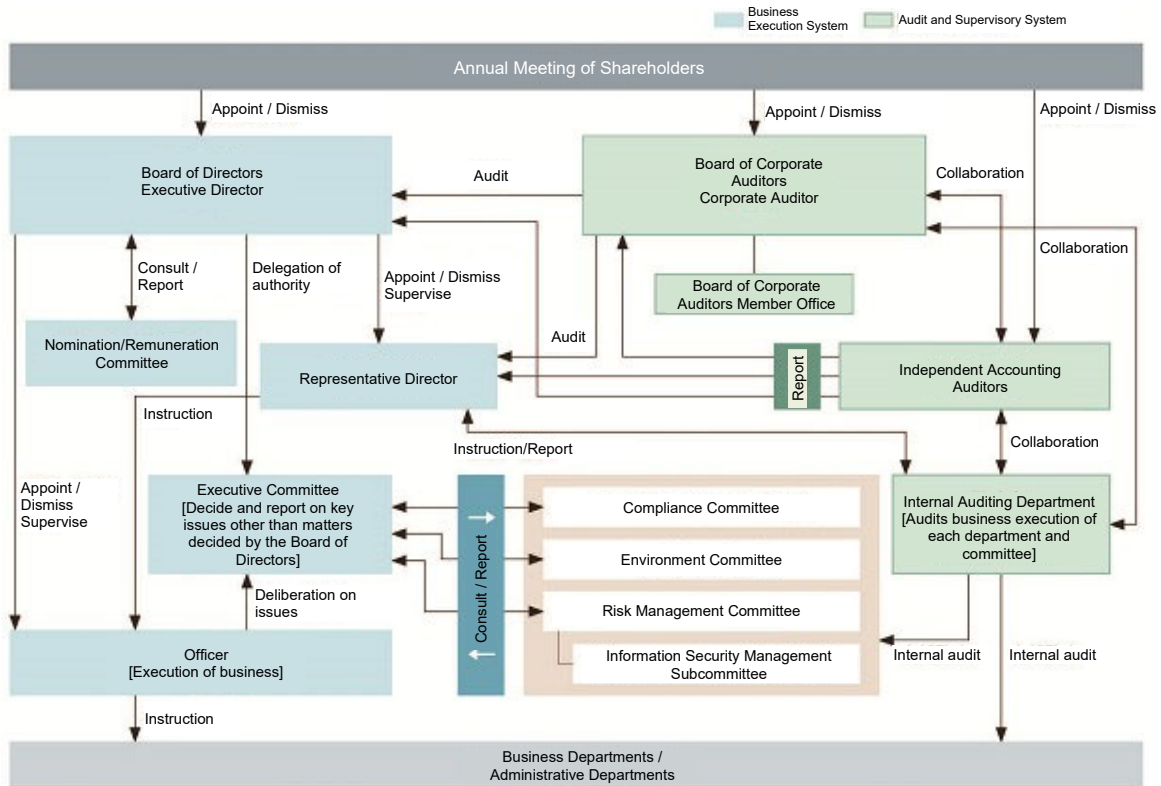 Business
Execution System
Audit and Supervisory System
Annual Meeting of Shareholders
Appoint / Dismiss
Appoint / Dismiss
Appoint / Dismiss
Board of Directors
Executive Director
Audit
Board of Corporate
Auditors
Corporate Auditor
Collaboration
Collaboration
Consult /
Report
Delegation of
authority
Appoint / Dismiss
Supervise
Board of Corporate
Auditors Member Office
Nomination/Remuneration
Committee
Audit
Representative Director
Report
Independent Accounting
Auditors
Instruction
Instruction/Report
Collaboration
Appoint /
Dismiss
Supervise
Executive Committee
[Decide and report on key
issues other than matters
decided by the Board of
Directors]
Consult / Report
Compliance Committee
Environment Committee
Risk Management Committee
Information Security Management
Subcommittee
Internal Auditing Department
[Audits business execution of
each department and
committee]
Deliberation on
issues
Officer
[Execution of business]
Internal audit
Internal audit
Instruction
Business Departments /
Administrative Departments